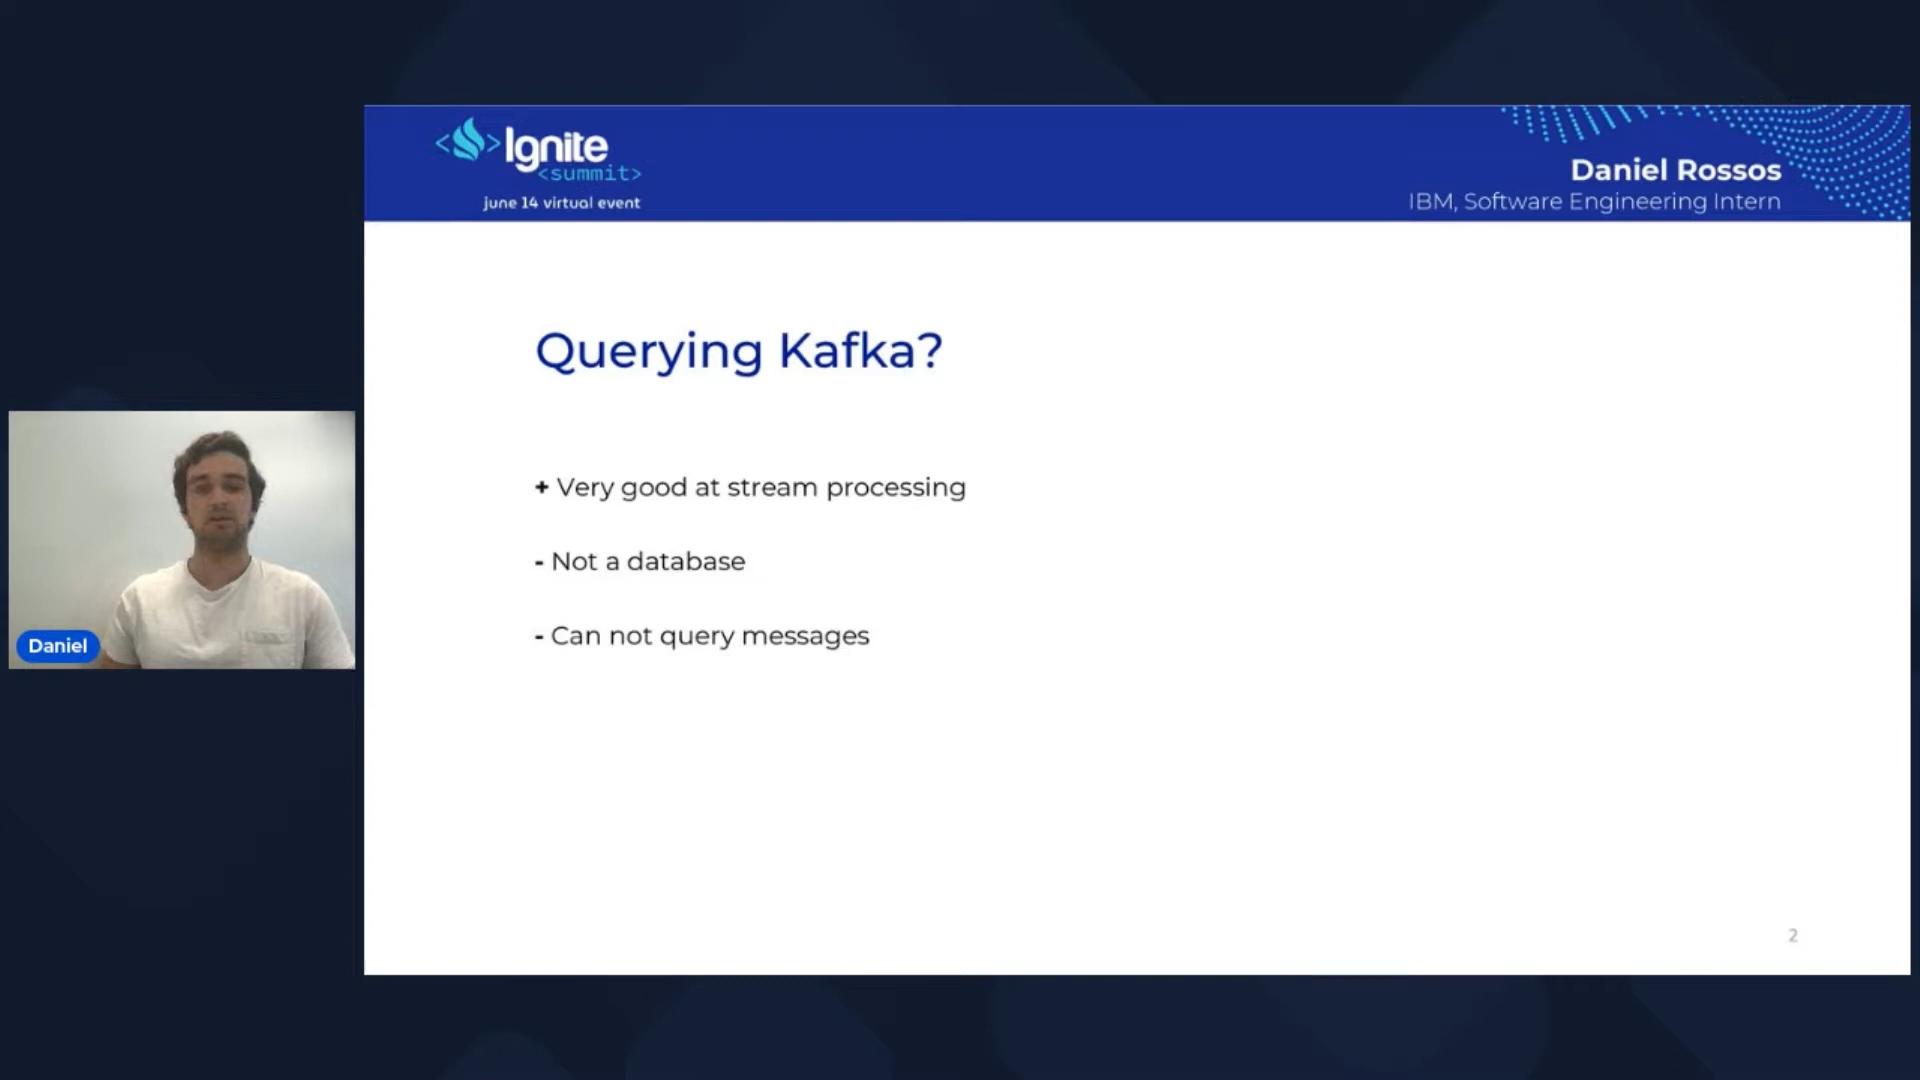 Ignite
<summit>
june 14 virtual event
Daniel Rossos
IBM, Software Engineering Intern
Querying Kafka?
+ Very good at stream processing
- Not a database
- Can not query messages
Daniel
2